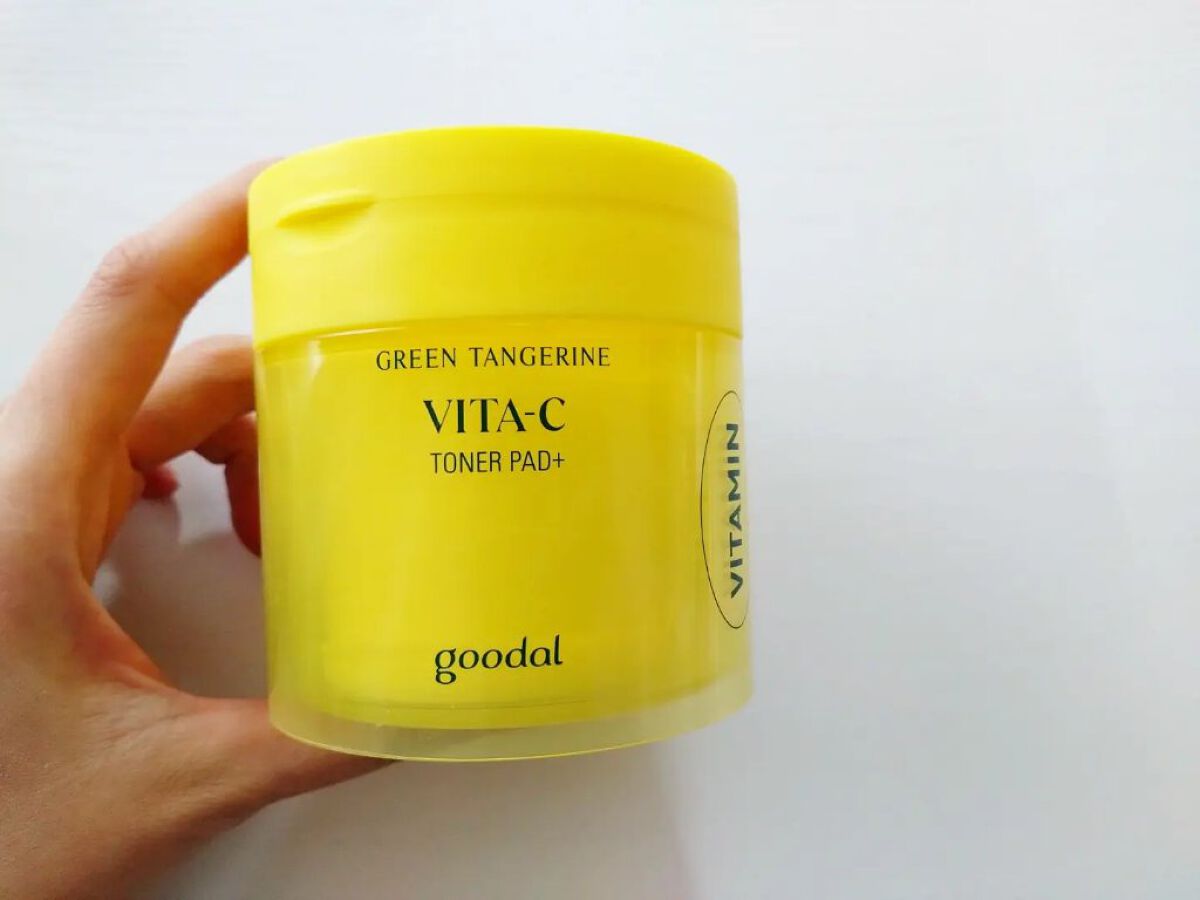 GREEN TANGERINE
VITA-C
TONER PAD+
goodal
VITAMIN